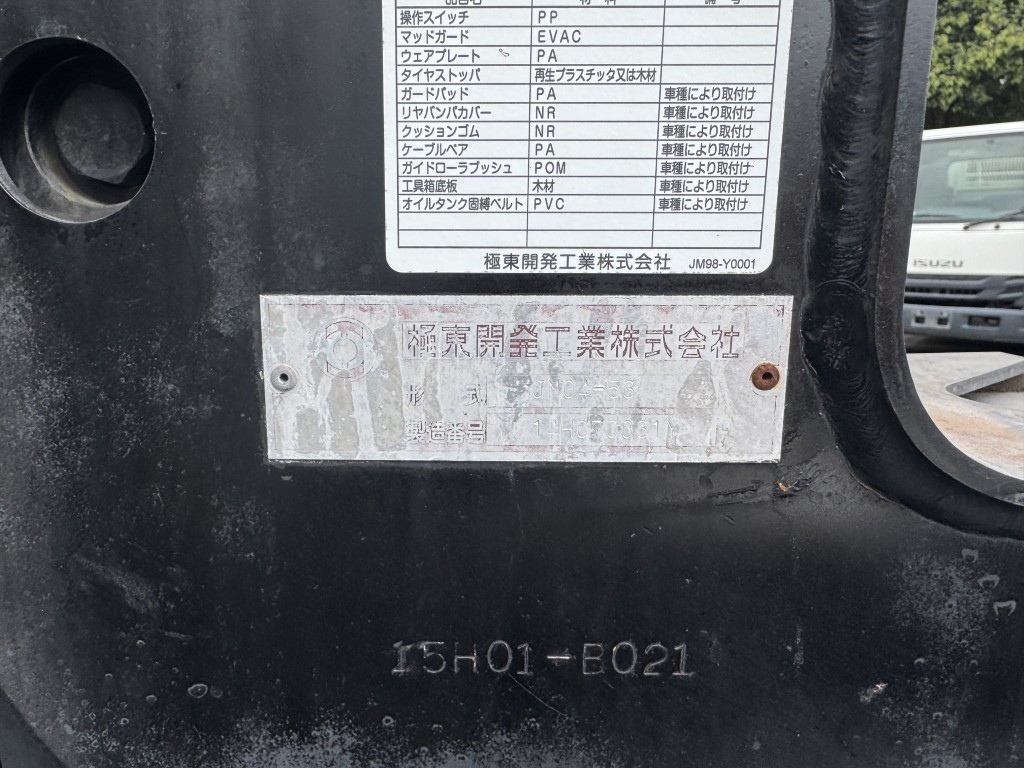 品目名 材料 備考
操作スイッチ PP
マッドガード EVAC
ウェアプレート PA
タイヤストッパ 再生プラスチッタ又は木材
ガードパッド PA 車種により取付け
リヤバンパカバー NR 車種により取付け
クッションゴム NR 車種により取付け
ケーブルベア PA 車種により取付け
ガイドローラブッシュ POM 車種により取付け
工具箱底板 木材 車種により取付け
オイルタンク固縛ベルト PVC 車種により取付け
極東開発工業株式会社 JM98-Y0001
極東開発工業株式会社
形式
製造番号
15H01-B021
ISUZU